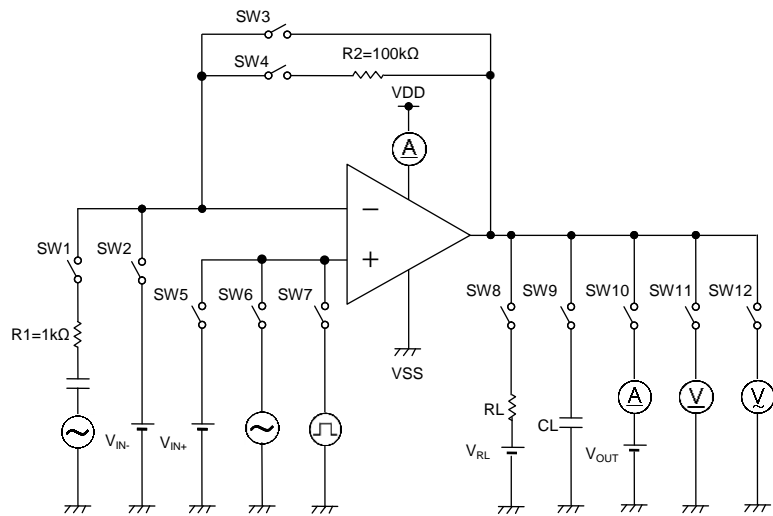 SW3
SW4
R2=100kΩ
VDD
A
−
+
SW1
SW2
SW5
SW6
SW7
SW8
SW9
SW10
SW11
SW12
R1=1kΩ
VSS
A
V
V
RL
CL
VIN-
VIN+
VRL
VOUT